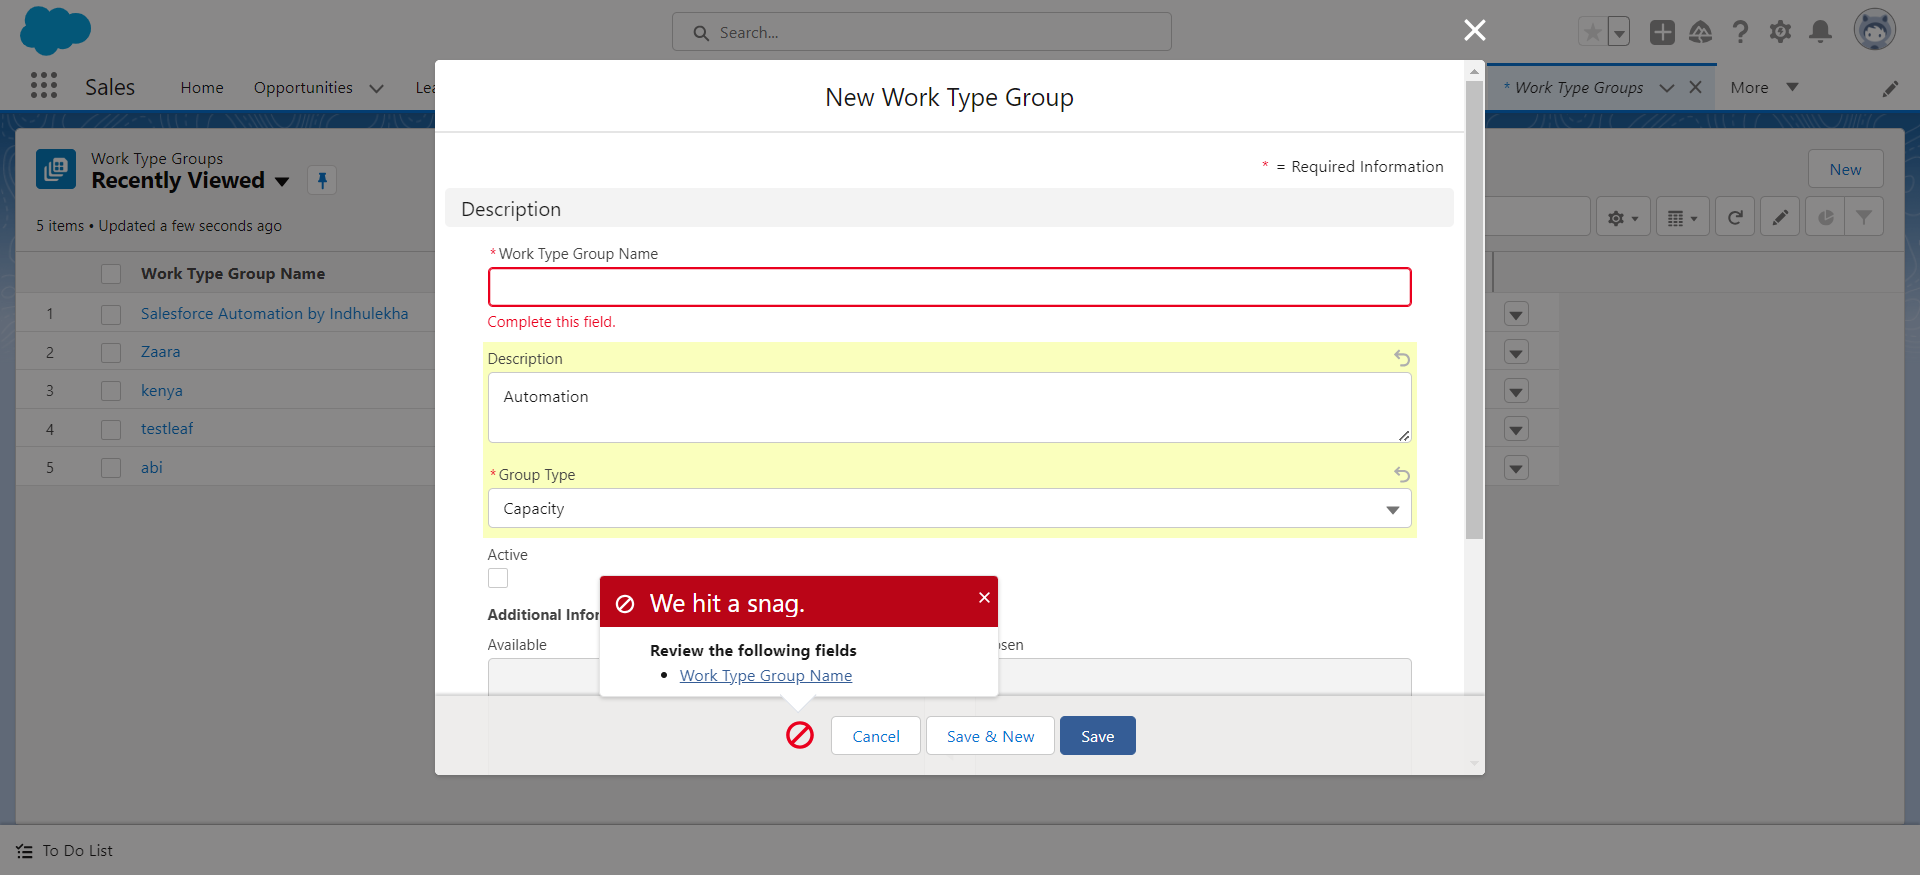 Search...
Sales
Home
Opportunities
Lea
* Work Type Groups
More
Work Type Groups
Recently Viewed
New
5 items • Updated a few seconds ago
Work Type Group Name
1 Salesforce Automation by Indhulekha
2 Zaara
3 kenya
4 testleaf
5 abi
New Work Type Group
* = Required Information
Description
*Work Type Group Name
Complete this field.
Description
Automation
*Group Type
Capacity
Active
Additional Infor
Available
osen
We hit a snag.
Review the following fields
• Work Type Group Name
Cancel
Save & New
Save
To Do List